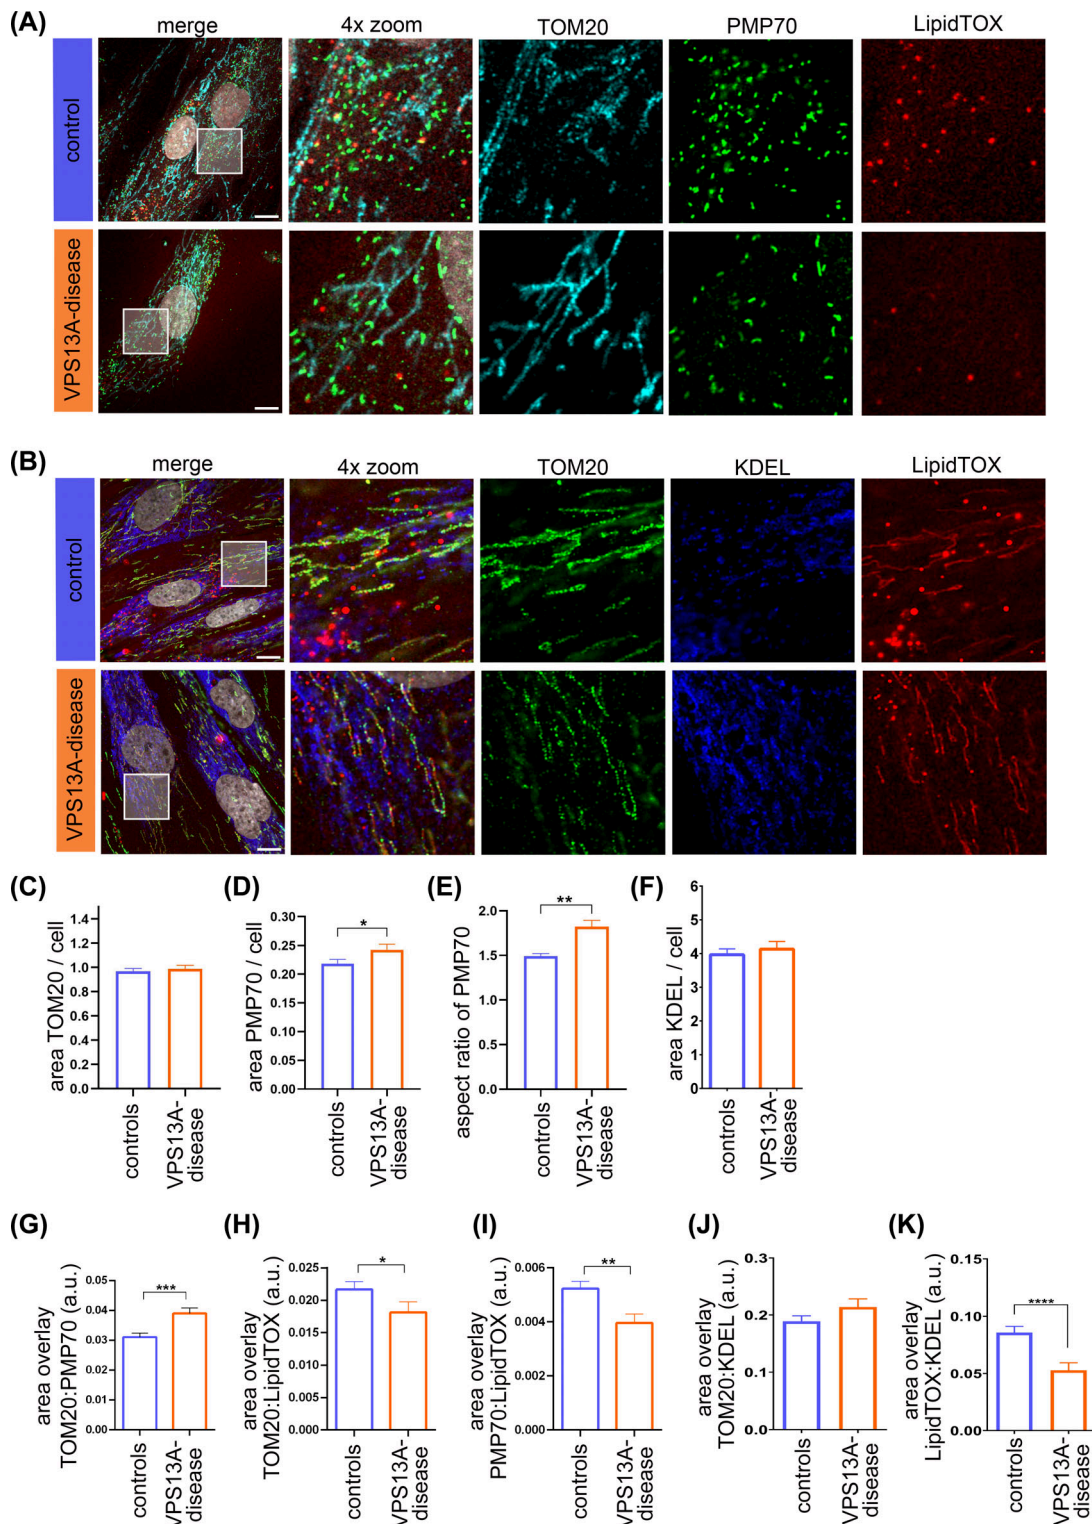 (A)
merge
4x zoom
TOM20
PMP70
LipidTOX
control
VPS13A-disease
(B)
merge
4x zoom
TOM20
KDEL
LipidTOX
control
VPS13A-disease
(C)
area TOM20 / cell
1.4
1.2
1.0
0.8
0.6
0.4
0.2
0.0
controls
VPS13A-
disease
(D)
area PMP70 / cell
0.30
0.25
0.20
0.15
0.10
0.05
0.00
*
controls
VPS13A-
disease
(E)
aspect ratio of PMP70
2.0
1.5
1.0
0.5
0.0
**
controls
VPS13A-
disease
(F)
area KDEL / cell
6
5
4
3
2
1
0
controls
VPS13A-
disease
(G)
area overlay
TOM20:PMP70 (a.u.)
0.05
0.04
0.03
0.02
0.01
0.00
***
controls
VPS13A-
disease
(H)
area overlay
TOM20:LipidTOX (a.u.)
0.025
0.020
0.015
0.010
0.005
0.000
*
controls
VPS13A-
disease
(I)
area overlay
PMP70:LipidTOX (a.u.)
0.006
0.004
0.002
0.000
**
controls
VPS13A-
disease
(J)
area overlay
TOM20:KDEL (a.u.)
0.3
0.2
0.1
0.0
controls
VPS13A-
disease
(K)
area overlay
LipidTOX:KDEL (a.u.)
0.15
0.10
0.05
0.00
****
controls
VPS13A-
disease